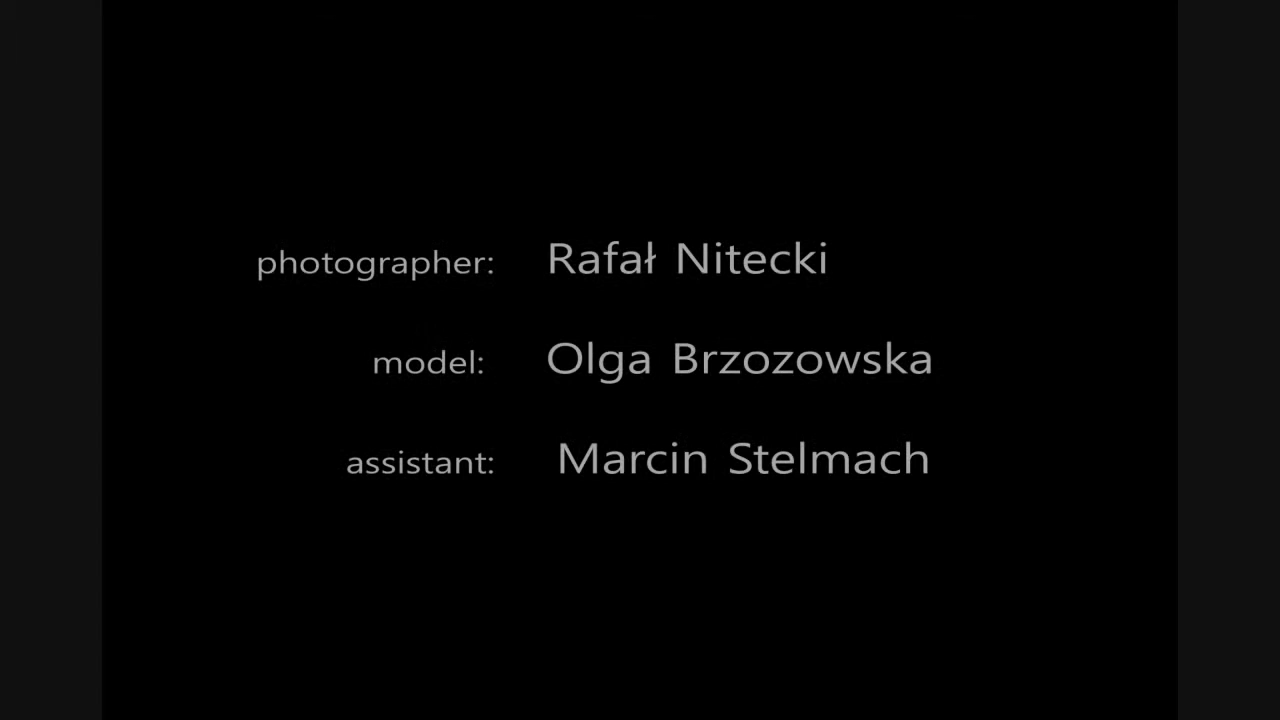 photographer: Rafał Nitecki
model: Olga Brzozowska
assistant: Marcin Stelmach